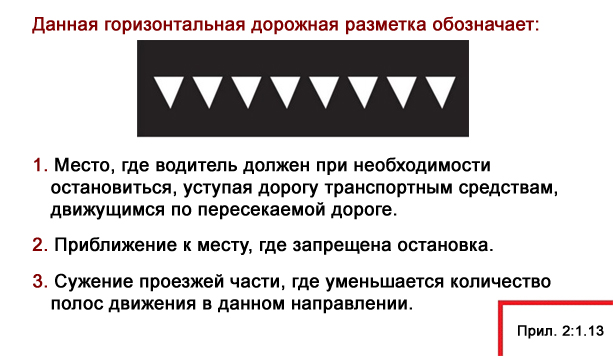 Данная горизонтальная дорожная разметка обозначает:
1. Место, где водитель должен при необходимости
остановиться, уступая дорогу транспортным средствам,
движущимся по пересекаемой дороге.
2. Приближение к месту, где запрещена остановка.
3. Сужение проезжей части, где уменьшается количество
полос движения в данном направлении.
Прил. 2:1.13